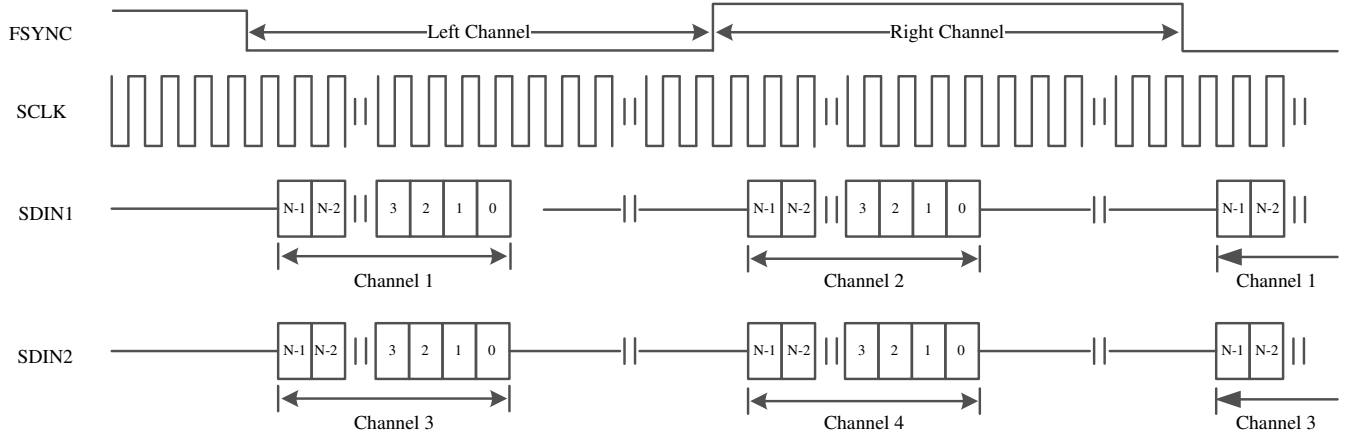 FSYNC Left Channel Right Channel
SCLK
SDIN1 N-1 N-2 3 2 1 0 N-1 N-2 3 2 1 0 N-1 N-2
Channel 1 Channel 2 Channel 1
SDIN2 N-1 N-2 3 2 1 0 N-1 N-2 3 2 1 0 N-1 N-2
Channel 3 Channel 4 Channel 3